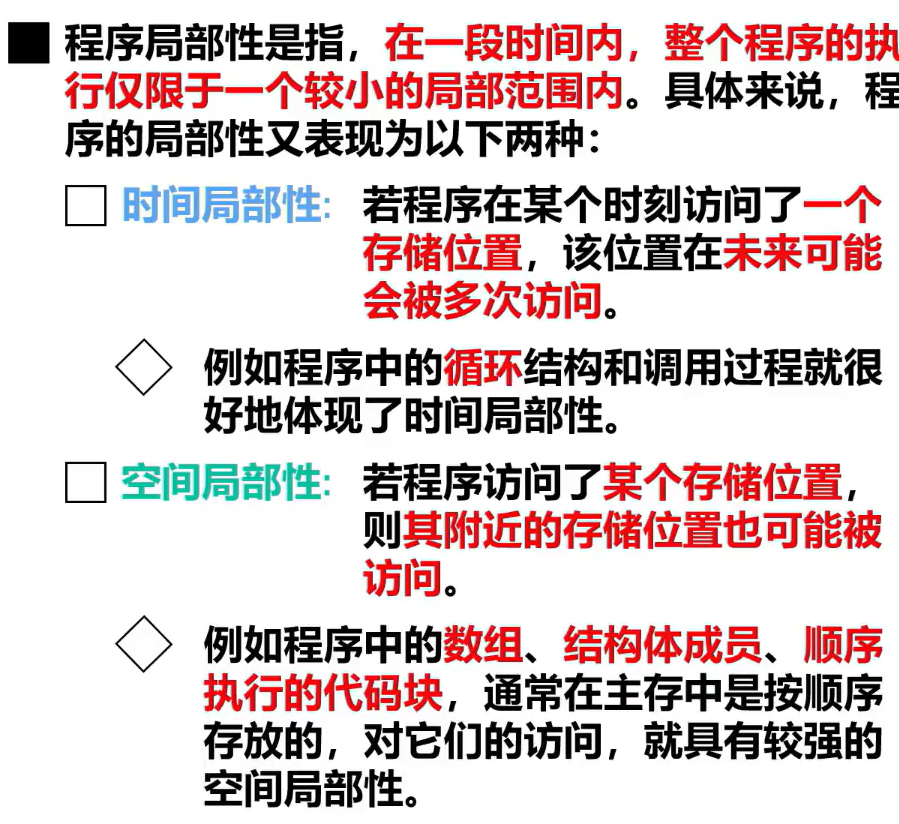 程序局部性是指，在一段时间内，整个程序的执
行仅限于一个较小的局部范围内。具体来说，程
序的局部性又表现为以下两种：
时间局部性： 若程序在某个时刻访问了一个
存储位置，该位置在未来可能
会被多次访问。
例如程序中的循环结构和调用过程就很
好地体现了时间局部性。
空间局部性： 若程序访问了某个存储位置，
则其附近的存储位置也可能被
访问。
例如程序中的数组、结构体成员、顺序
执行的代码块，通常在主存中是按顺序
存放的，对它们的访问，就具有较强的
空间局部性。